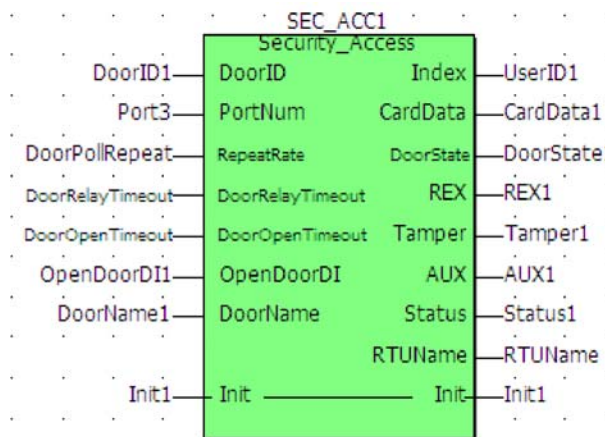 SEC_ACC1
Security_Access
DoorID1 DoorID Index UserID1
Port3 PortNum CardData CardData1
DoorPollRepeat RepeatRate DoorState DoorState
DoorRelayTimeout DoorRelayTimeout REX REX1
DoorOpenTimeout DoorOpenTimeout Tamper Tamper1
OpenDoorDI1 OpenDoorDI AUX AUX1
DoorName1 DoorName Status Status1
RTUName RTUName
Init1 Init Init Init1